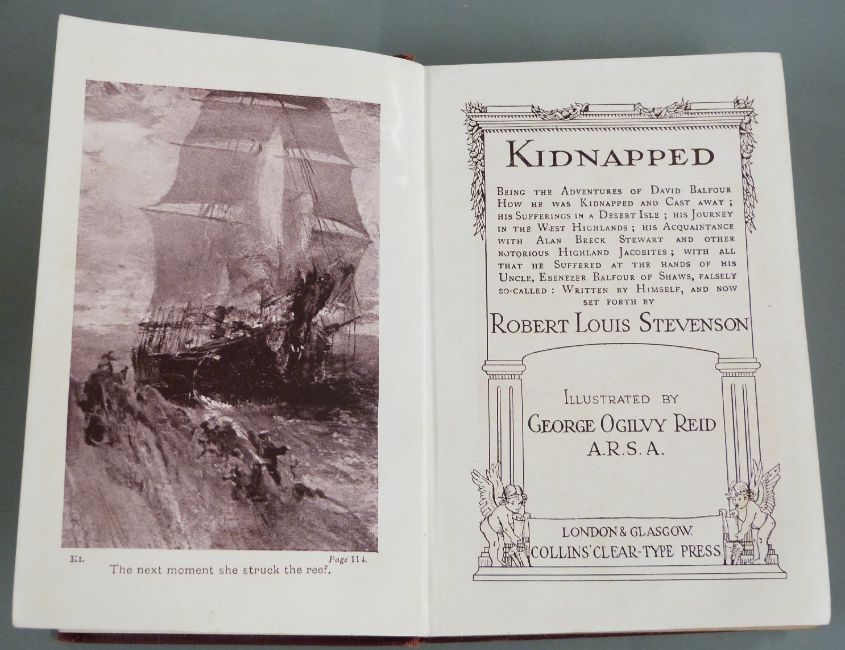 Kı.
Page 114.
The next moment she struck the reef.
KIDNAPPED
BEING THE ADVENTURES OF DAVID BALFOUR
HOW HE WAS KIDNAPPED AND CAST AWAY ;
HIS SUFFERINGS IN A DESERT ISLE ; HIS JOURNEY
IN THE WEST HIGHLANDS ; HIS ACQUAINTANCE
WITH ALAN BRECK STEWART AND OTHER
NOTORIOUS HIGHLAND JACOBITES ; WITH ALL
THAT HE SUFFERED AT THE HANDS OF HIS
UNCLE, EBENEZER BALFOUR OF SHAWS, FALSELY
SO-CALLED : WRITTEN BY HIMSELF, AND NOW
SET FORTH BY
ROBERT LOUIS STEVENSON
ILLUSTRATED BY
GEORGE OGILVY REID
A.R.S.A.
LONDON & GLASGOW
COLLINS' CLEAR-TYPE PRESS